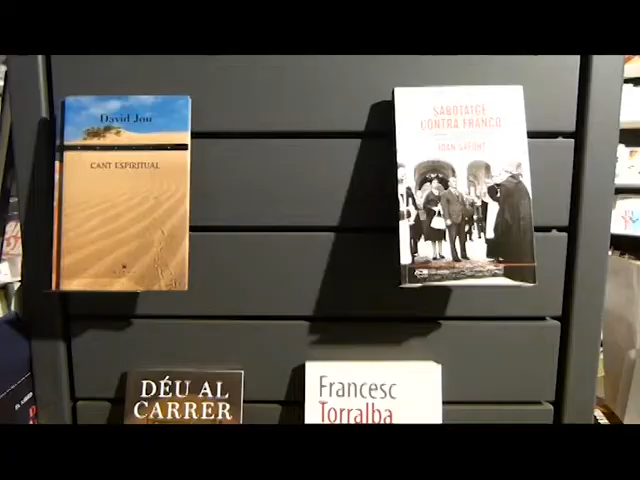 David Jou
CANT ESPIRITUAL
SABOTATGE
CONTRA FRANCO
JOAN SAFONT
DÉU AL
CARRER
Francesc
Torralba